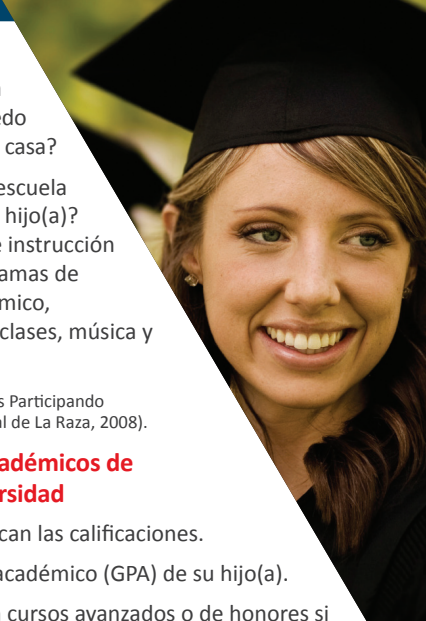 edo
casa?
escuela
hijo(a)?
e instrucción
amas de
mico,
clases, música y
s Participando
al de La Raza, 2008).
adémicos de
rsidad
can las calificaciones.
académico (GPA) de su hijo(a).
cursos avanzados o de honores si